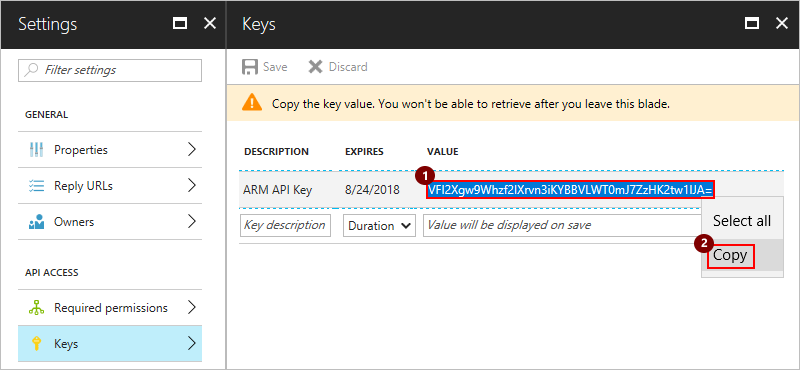 Settings
Filter settings
GENERAL
Properties
Reply URLs
Owners
API ACCESS
Required permissions
Keys
Keys
Save Discard
Copy the key value. You won't be able to retrieve after you leave this blade.
DESCRIPTION EXPIRES VALUE
1
ARM API Key 8/24/2018 VFI2Xgw9Whzf2lXrvn3iKYBBVLWT0mJ7ZzHK2tw1IJA=
Key description Duration Value will be displayed on save
Select all
2
Copy